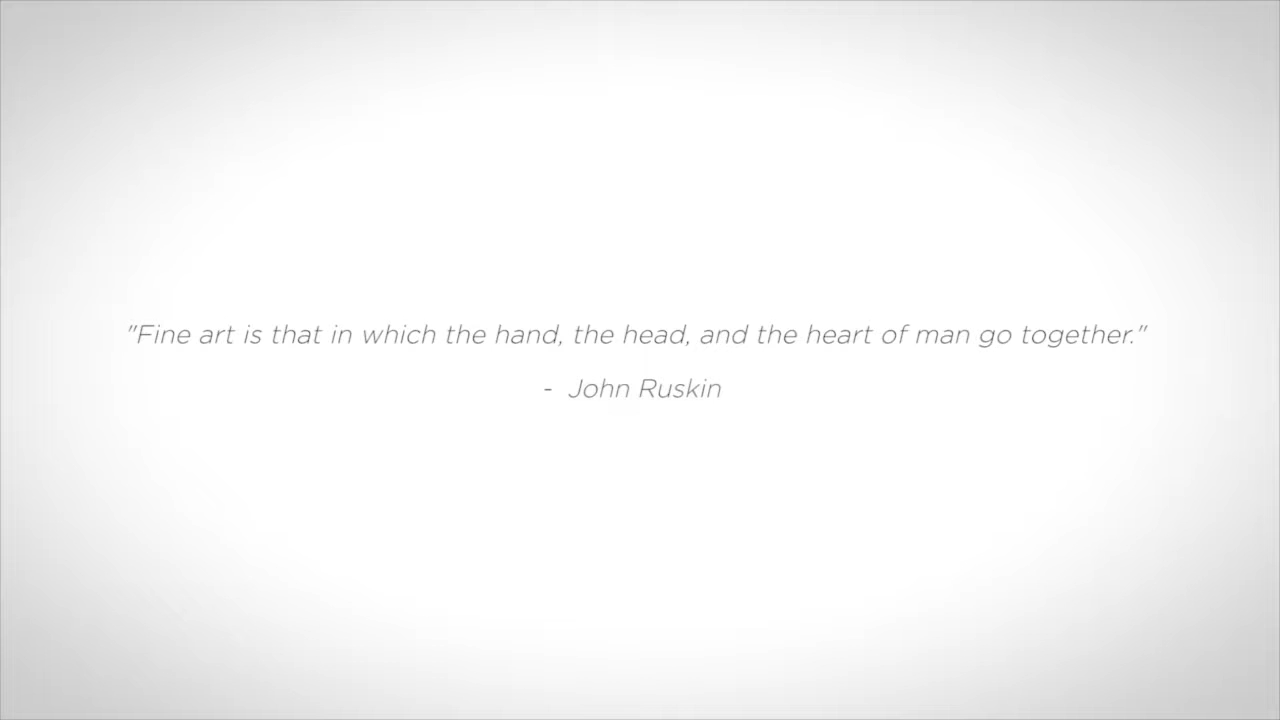 "Fine art is that in which the hand, the head, and the heart of man go together."
- John Ruskin